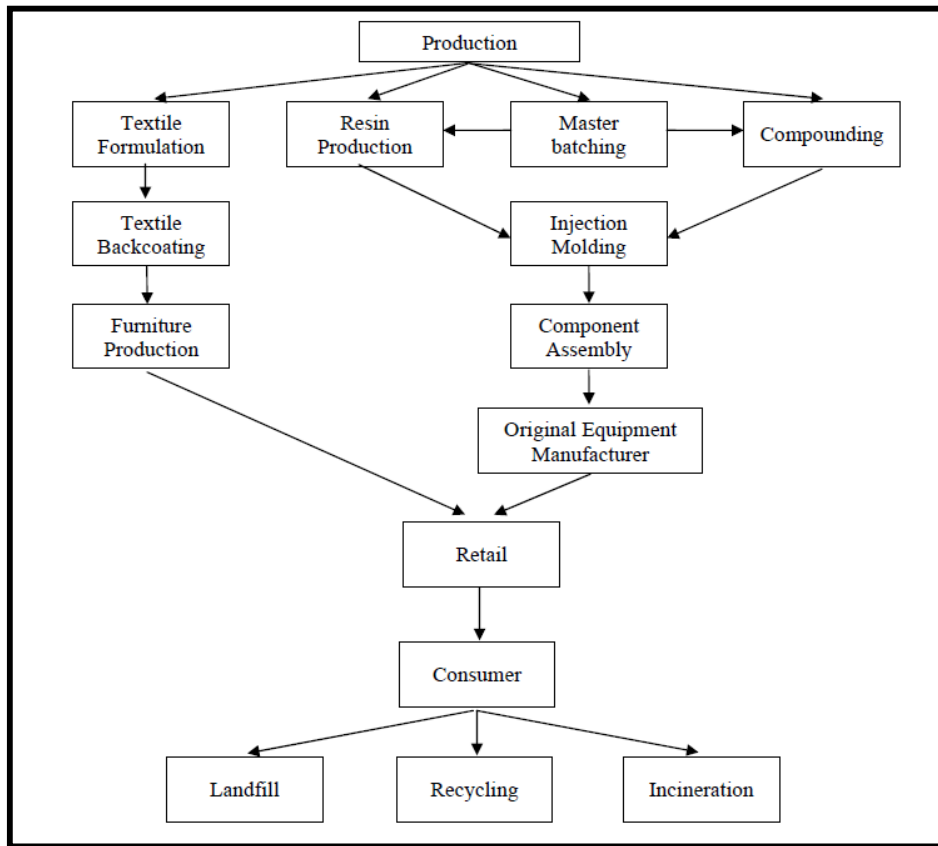 Production
Textile
Formulation
Resin
Production
Master
batching
Compounding
Textile
Backcoating
Injection
Molding
Furniture
Production
Component
Assembly
Original Equipment
Manufacturer
Retail
Consumer
Landfill
Recycling
Incineration